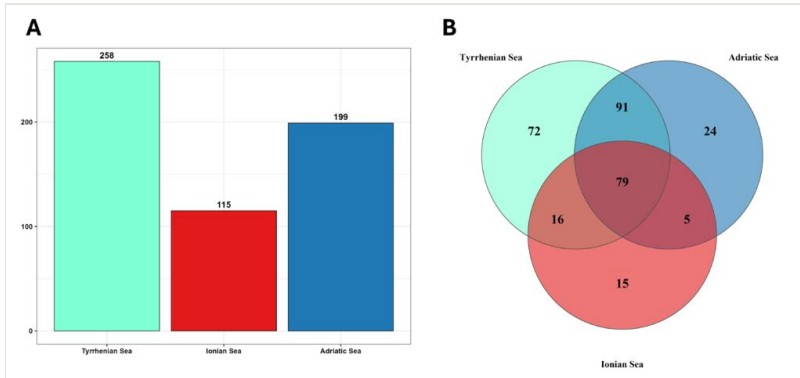 A
258
115
199
200
100
0
Tyrrhenian Sea
Ionian Sea
Adriatic Sea
B
Tyrrhenian Sea
Adriatic Sea
91
72
24
79
16
5
15
Ionian Sea